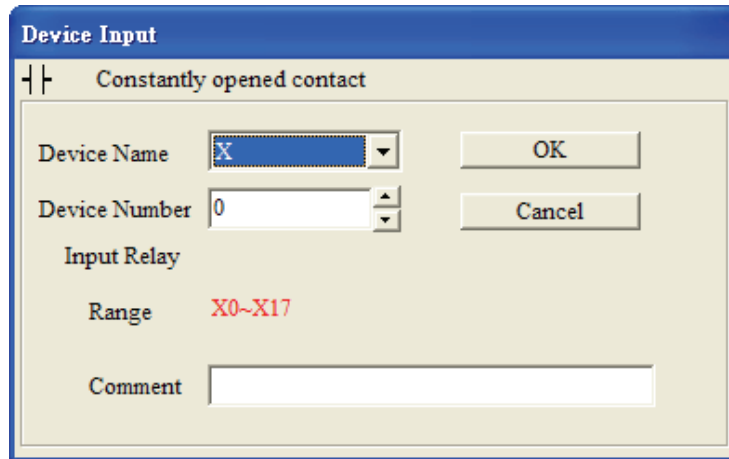 Device Input
Constantly opened contact
Device Name X OK
Device Number 0 Cancel
Input Relay
Range X0~X17
Comment